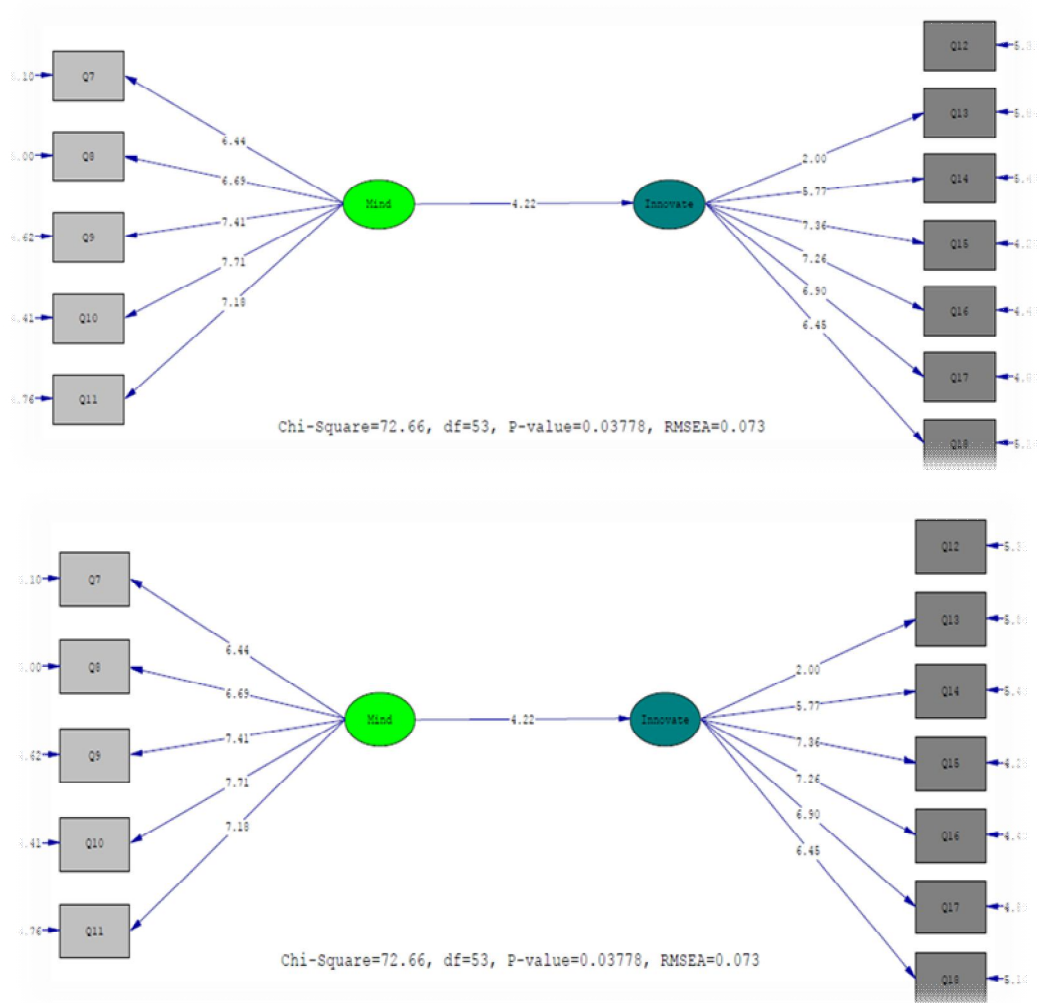 Q12
Q7
Q13
6.44
2.00
Q8
Q14
6.69
5.77
Mind
4.22
Innovate
7.36
Q9
7.41
Q15
7.26
7.71
Q16
6.90
7.18
6.45
Q10
Q17
Q11
Chi-Square=72.66, df=53, P-value=0.03778, RMSEA=0.073
Q18
Q12
Q7
Q13
6.44
2.00
Q8
Q14
6.69
5.77
Mind
4.22
Innovate
7.36
Q9
7.41
Q15
7.26
7.71
6.90
7.18
Q16
6.45
Q10
Q17
Q11
Chi-Square=72.66, df=53, P-value=0.03778, RMSEA=0.073
Q18